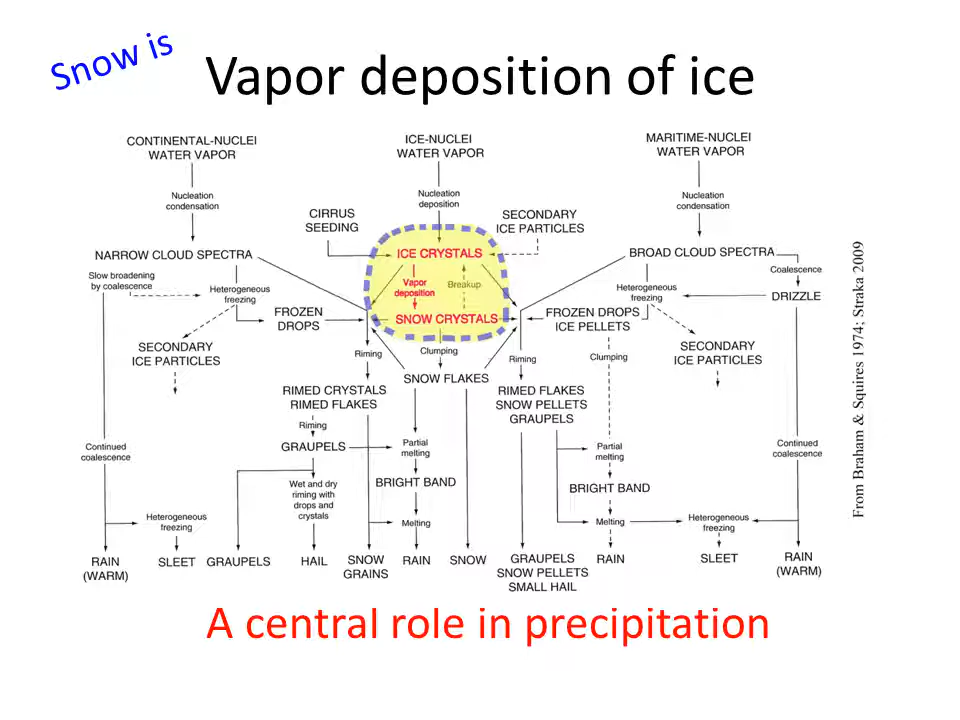 Snow is
Vapor deposition of ice
CONTINENTAL-NUCLEI
WATER VAPOR
ICE-NUCLEI
WATER VAPOR
MARITIME-NUCLEI
WATER VAPOR
Nucleation
condensation
Nucleation
deposition
Nucleation
condensation
CIRRUS
SEEDING
SECONDARY
ICE PARTICLES
NARROW CLOUD SPECTRA
ICE CRYSTALS
BROAD CLOUD SPECTRA
Slow broadening
by coalescence
Heterogeneous
freezing
Vapor
deposition
Breakup
Heterogeneous
freezing
Coalescence
DRIZZLE
FROZEN
DROPS
SNOW CRYSTALS
FROZEN DROPS
ICE PELLETS
SECONDARY
ICE PARTICLES
Riming
Clumping
Riming
Clumping
SECONDARY
ICE PARTICLES
SNOW FLAKES
RIMED CRYSTALS
RIMED FLAKES
RIMED FLAKES
SNOW PELLETS
GRAUPELS
Riming
Continued
coalescence
GRAUPELS
Partial
melting
Partial
melting
Continued
coalescence
Wet and dry
riming with
drops and
crystals
BRIGHT BAND
BRIGHT BAND
Heterogeneous
freezing
Melting
Melting
Heterogeneous
freezing
RAIN
(WARM)
SLEET
GRAUPELS
HAIL
SNOW
GRAINS
RAIN
SNOW
GRAUPELS
SNOW PELLETS
SMALL HAIL
RAIN
SLEET
RAIN
(WARM)
From Braham & Squires 1974; Straka 2009
A central role in precipitation